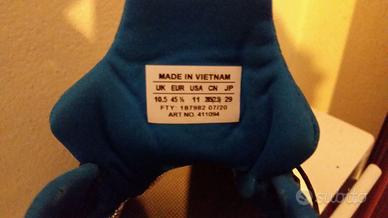 MADE IN VIETNAM
UK EUR USA CN JP
10,5 45 ⅓ 11 29
FTY: 187982 07/20
ART NO. 411094
subito